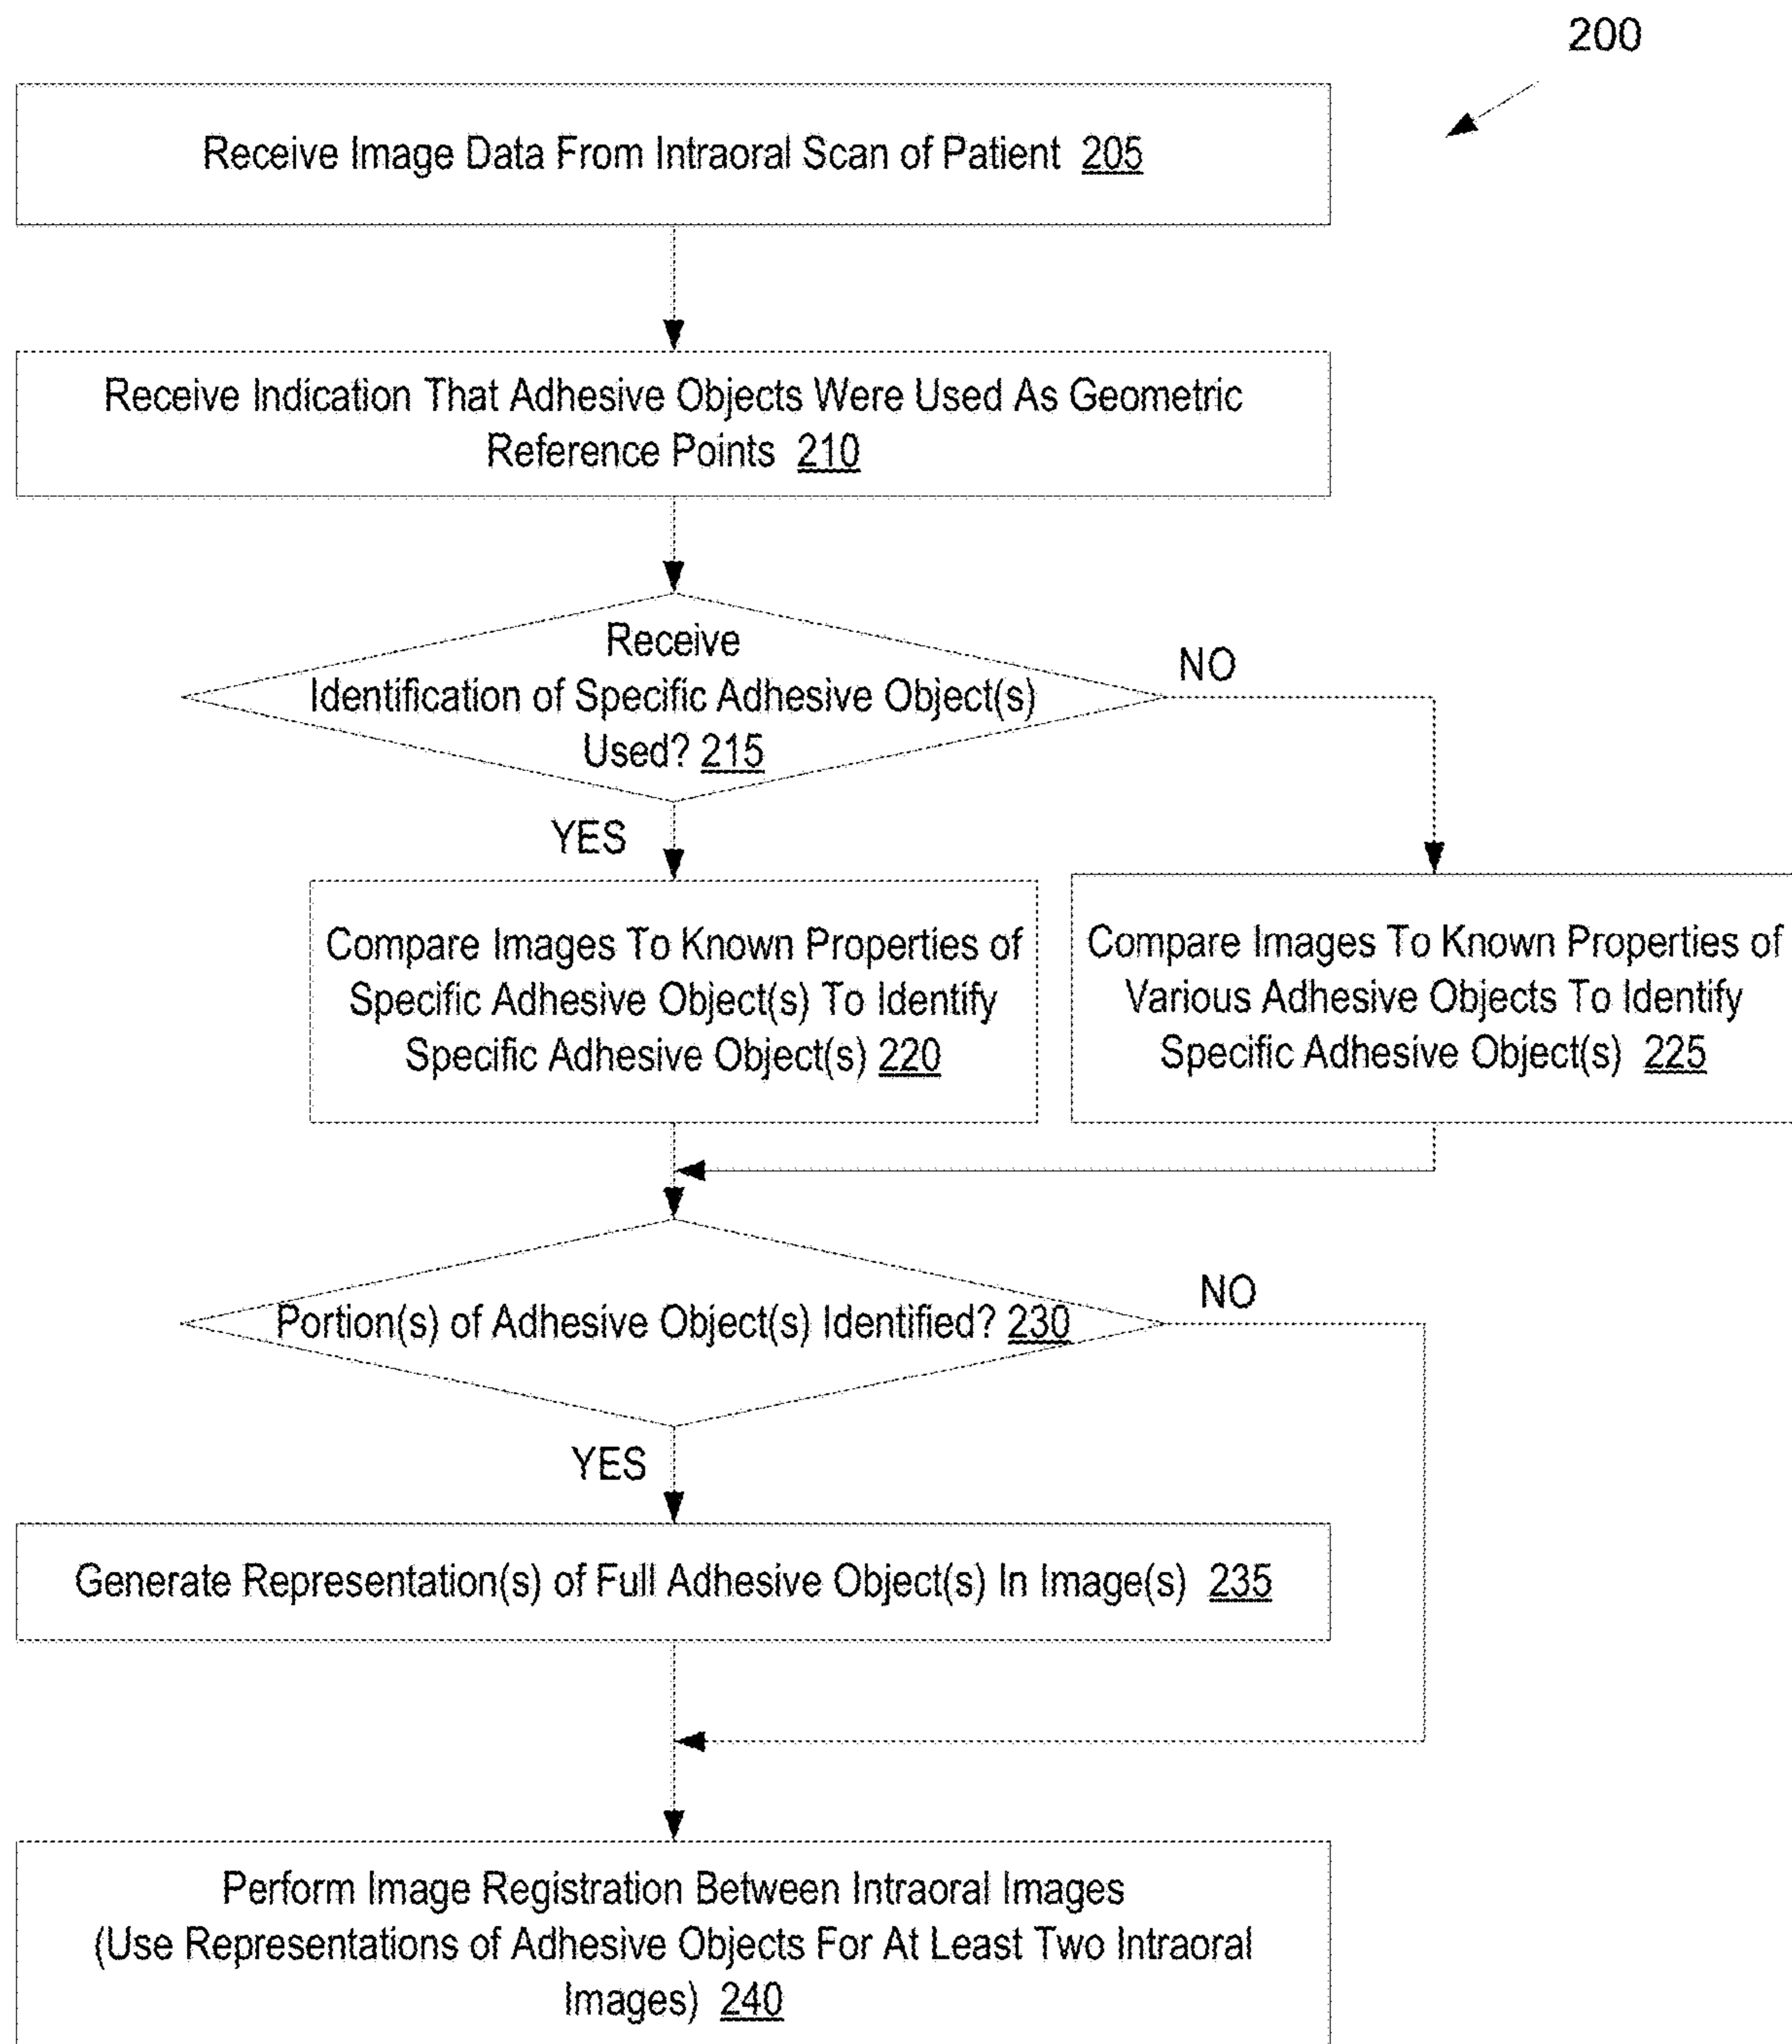 200
Receive Image Data From Intraoral Scan of Patient 205
Receive Indication That Adhesive Objects Were Used As Geometric
Reference Points 210
Receive
Identification of Specific Adhesive Object(s)
Used? 215
NO
YES
Compare Images To Known Properties of
Specific Adhesive Object(s) To Identify
Specific Adhesive Object(s) 220
Compare Images To Known Properties of
Various Adhesive Objects To Identify
Specific Adhesive Object(s) 225
Portion(s) of Adhesive Object(s) Identified? 230
NO
YES
Generate Representation(s) of Full Adhesive Object(s) In Image(s) 235
Perform Image Registration Between Intraoral Images
(Use Representations of Adhesive Objects For At Least Two Intraoral
Images) 240